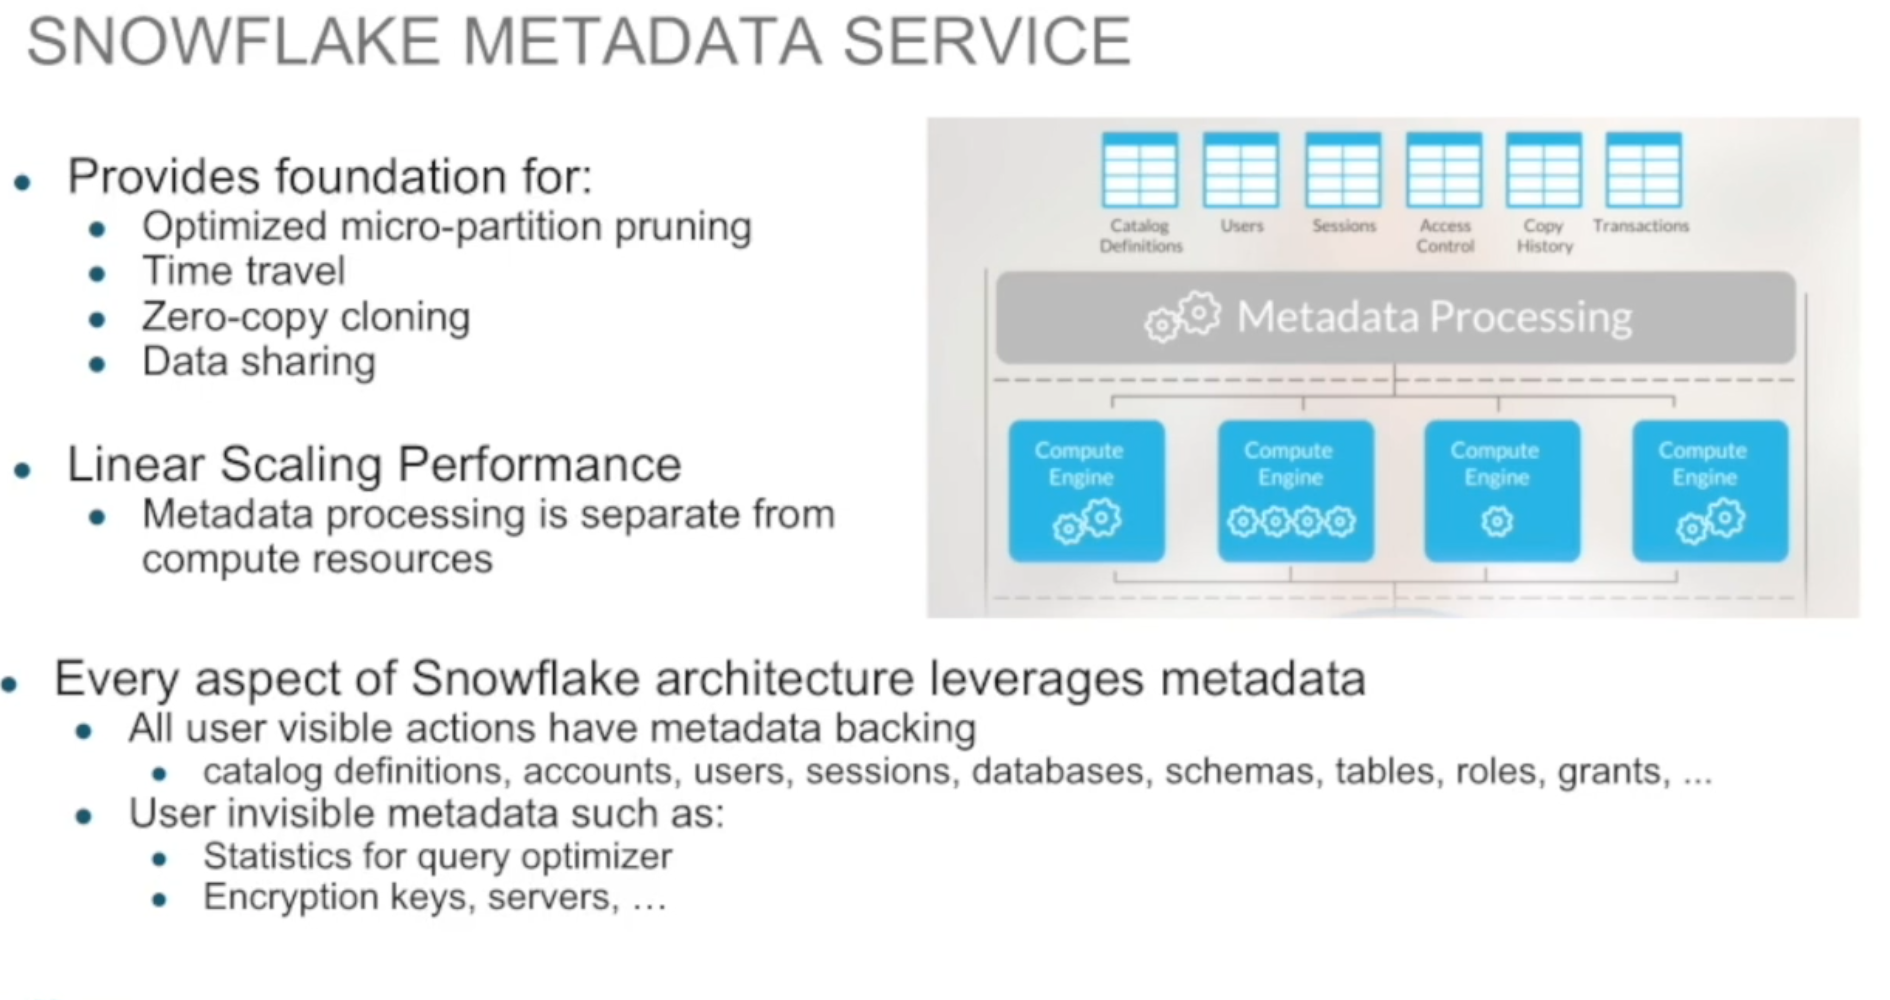 SNOWFLAKE METADATA SERVICE
Provides foundation for:
Optimized micro-partition pruning
Time travel
Zero-copy cloning
Data sharing
Linear Scaling Performance
Metadata processing is separate from
compute resources
Catalog
Definitions
Users
Sessions
Access
Control
Copy
History
Transactions
Metadata Processing
Compute
Engine
Compute
Engine
Compute
Engine
Compute
Engine
Every aspect of Snowflake architecture leverages metadata
All user visible actions have metadata backing
catalog definitions, accounts, users, sessions, databases, schemas, tables, roles, grants, ...
User invisible metadata such as:
Statistics for query optimizer
Encryption keys, servers, ...